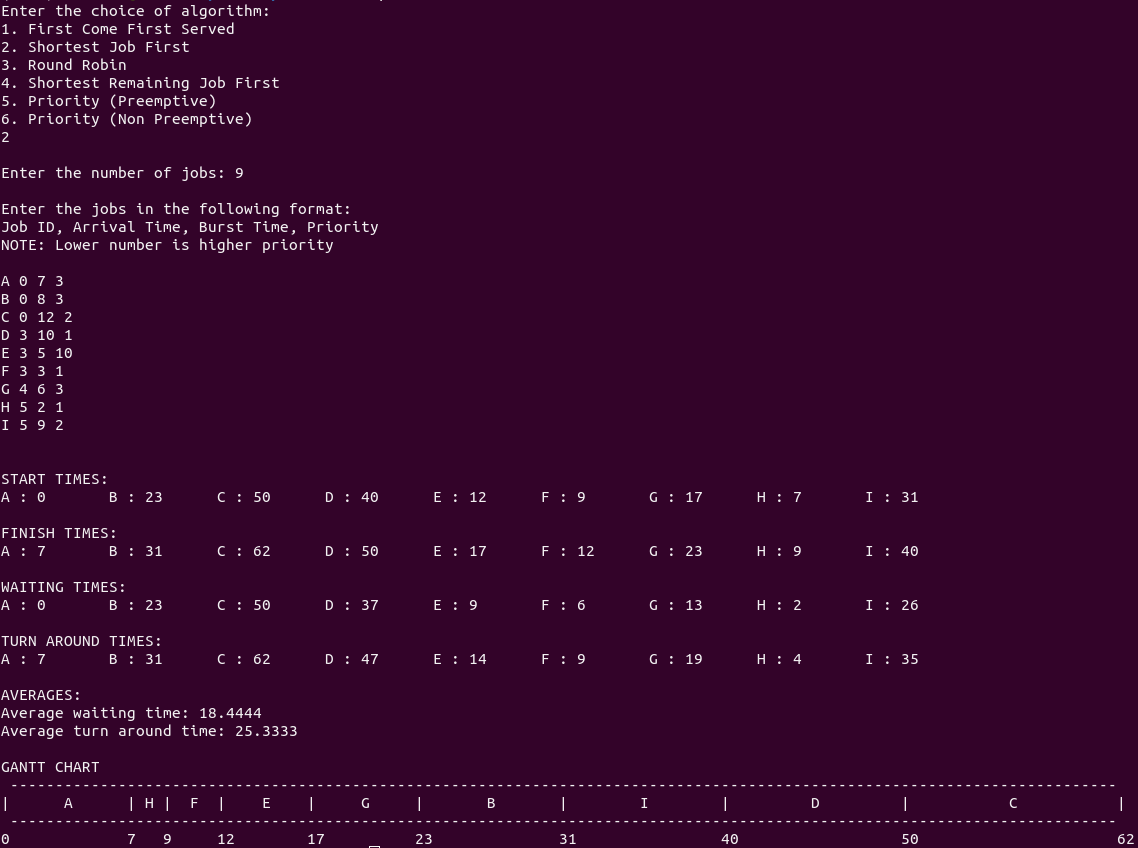 Enter the choice of algorithm:
1. First Come First Served
2. Shortest Job First
3. Round Robin
4. Shortest Remaining Job First
5. Priority (Preemptive)
6. Priority (Non Preemptive)
2
Enter the number of jobs: 9
Enter the jobs in the following format:
Job ID, Arrival Time, Burst Time, Priority
NOTE: Lower number is higher priority
A 0 7 3
B 0 8 3
C 0 12 2
D 3 10 1
E 3 5 10
F 3 3 1
G 4 6 3
H 5 2 1
I 5 9 2
START TIMES:
A : 0       B : 23      C : 50      D : 40      E : 12      F : 9       G : 17      H : 7       I : 31
FINISH TIMES:
A : 7       B : 31      C : 62      D : 50      E : 17      F : 12      G : 23      H : 9       I : 40
WAITING TIMES:
A : 0       B : 23      C : 50      D : 37      E : 9       F : 6       G : 13      H : 2       I : 26
TURN AROUND TIMES:
A : 7       B : 31      C : 62      D : 47      E : 14      F : 9       G : 19      H : 4       I : 35
AVERAGES:
Average waiting time: 18.4444
Average turn around time: 25.3333
GANTT CHART
 ---------------------------------------------------------------------------------------------------------------------------
|      A      | H |  F  |    E    |     G     |       B       |        I        |         D         |           C           |
 ---------------------------------------------------------------------------------------------------------------------------
0             7   9     12        17          23              31                40                  50                      62